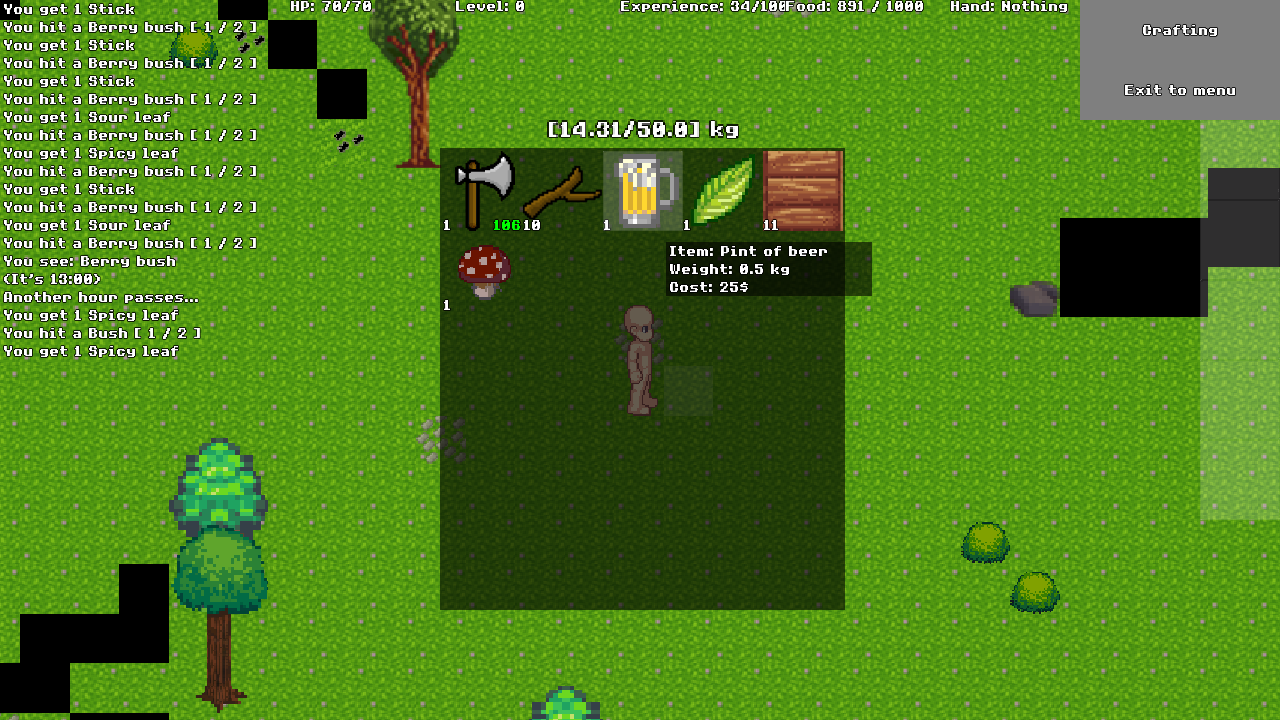 You get 1 Stick
You hit a Berry bush [ 1 / 2 ]
You get 1 Stick
You hit a Berry bush [ 1 / 2 ]
You get 1 Stick
You hit a Berry bush [ 1 / 2 ]
You get 1 Sour leaf
You hit a Berry bush [ 1 / 2 ]
You get 1 Spicy leaf
You hit a Berry bush [ 1 / 2 ]
You get 1 Stick
You hit a Berry bush [ 1 / 2 ]
You get 1 Sour leaf
You hit a Berry bush [ 1 / 2 ]
You see: Berry bush
(It's 13:00)
Another hour passes...
You get 1 Spicy leaf
You hit a Bush [ 1 / 2 ]
You get 1 Spicy leaf
HP: 70/70
Level: 0
Experience: 34/100
Food: 891 / 1000
Hand: Nothing
Crafting
Exit to menu
[14.31/50.0] kg
1 106 10 1 1 11
1
Item: Pint of beer
Weight: 0.5 kg
Cost: 25$